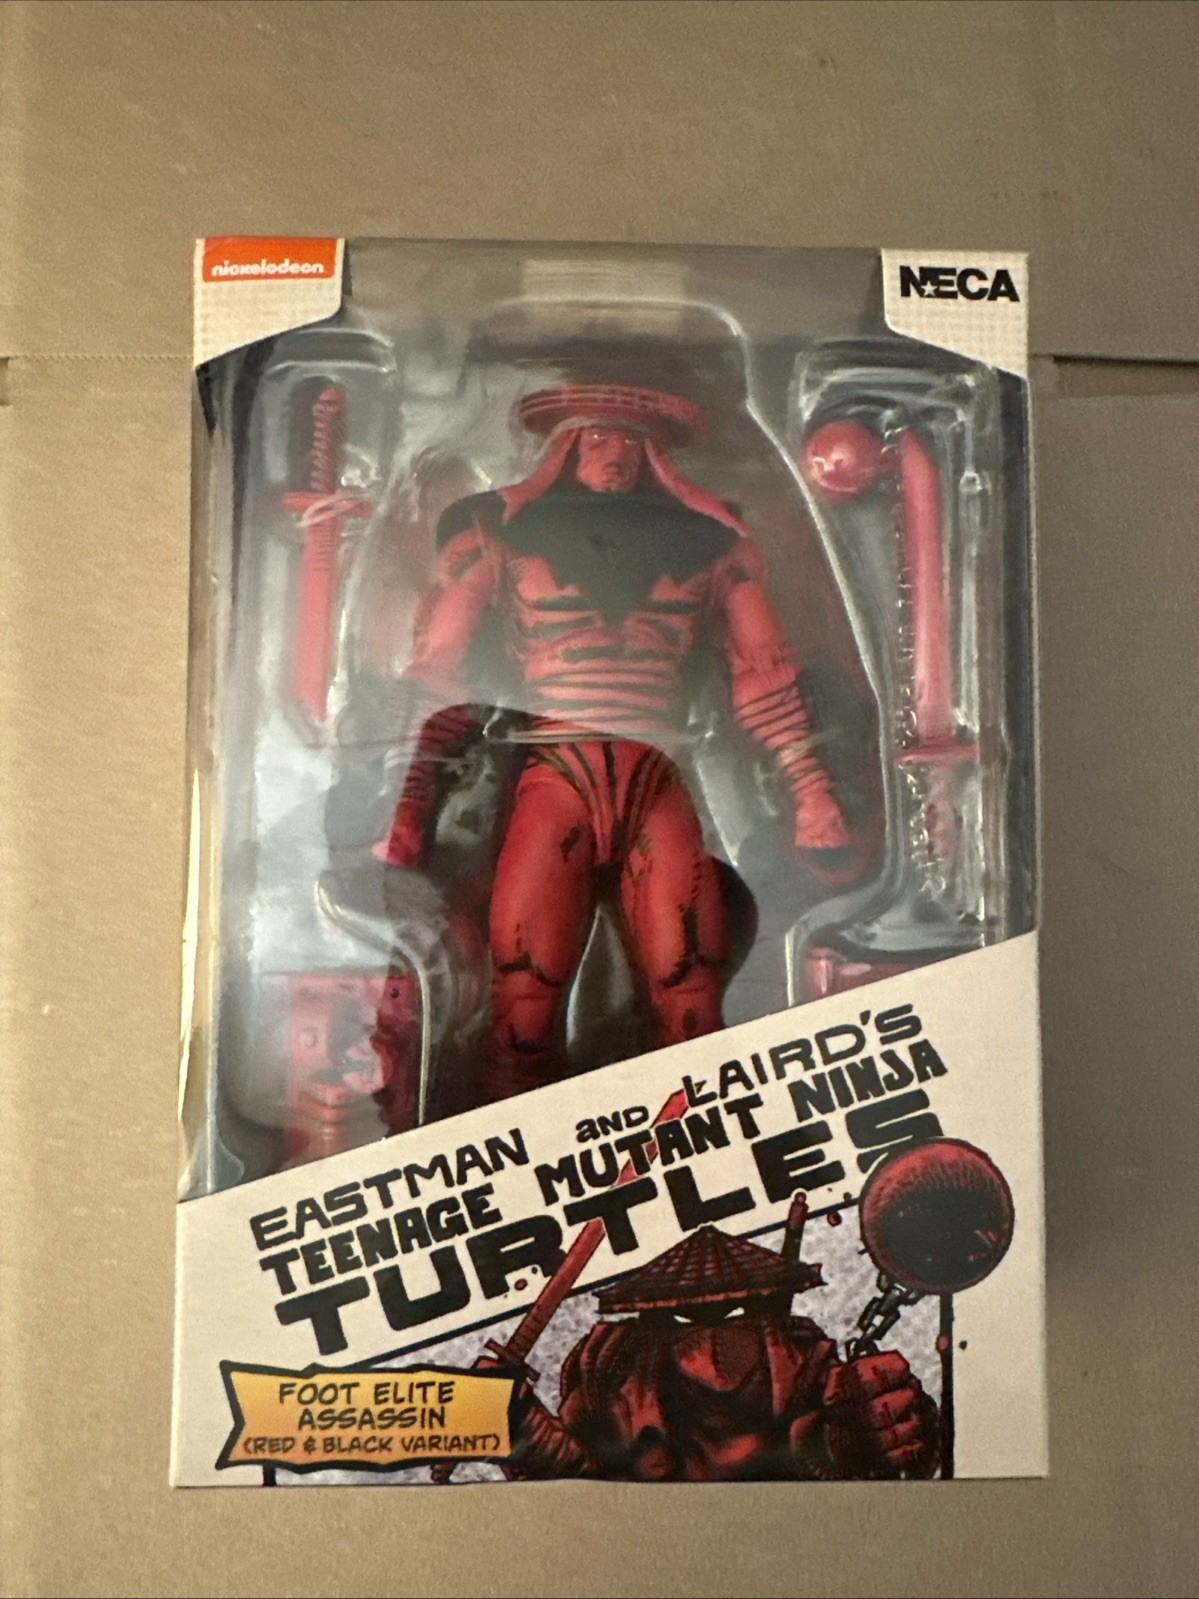 nickelodeon
NECA
EASTMAN AND LAIRD'S
TEENAGE MUTANT NINJA
TURTLES
FOOT ELITE
ASSASSIN
(RED & BLACK VARIANT)